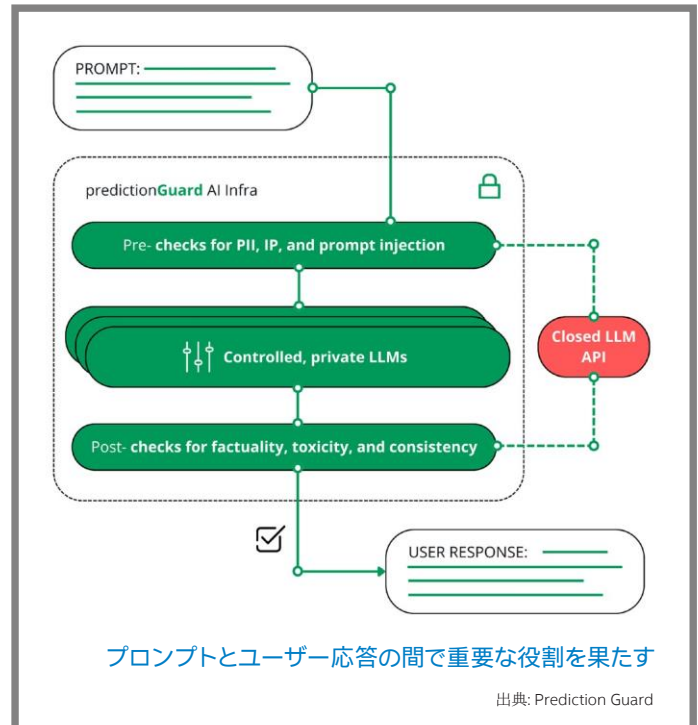 PROMPT:
predictionGuard AI Infra
Pre- checks for PII, IP, and prompt injection
Controlled, private LLMs
Closed LLM
API
Post- checks for factuality, toxicity, and consistency
USER RESPONSE:
プロンプトとユーザー応答の間で重要な役割を果たす
出典: Prediction Guard